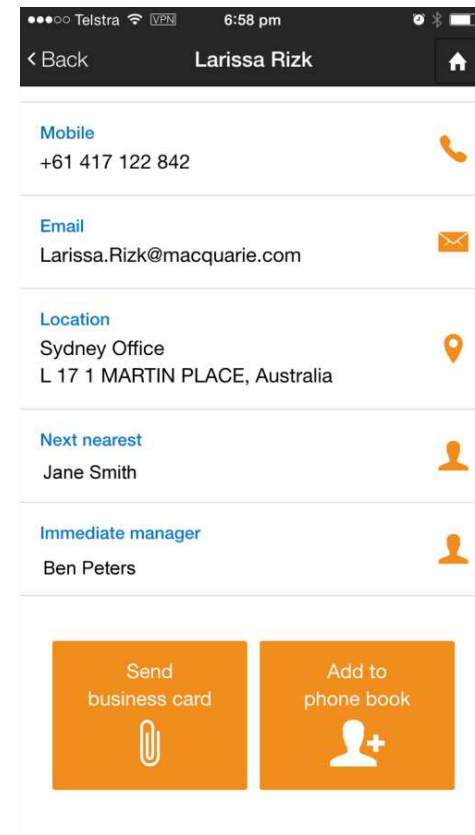 Telstra VPN 6:58 pm
Back Larissa Rizk
Mobile
+61 417 122 842
Email
Larissa.Rizk@macquarie.com
Location
Sydney Office
L 17 1 MARTIN PLACE, Australia
Next nearest
Jane Smith
Immediate manager
Ben Peters
Send Add to
business card phone book